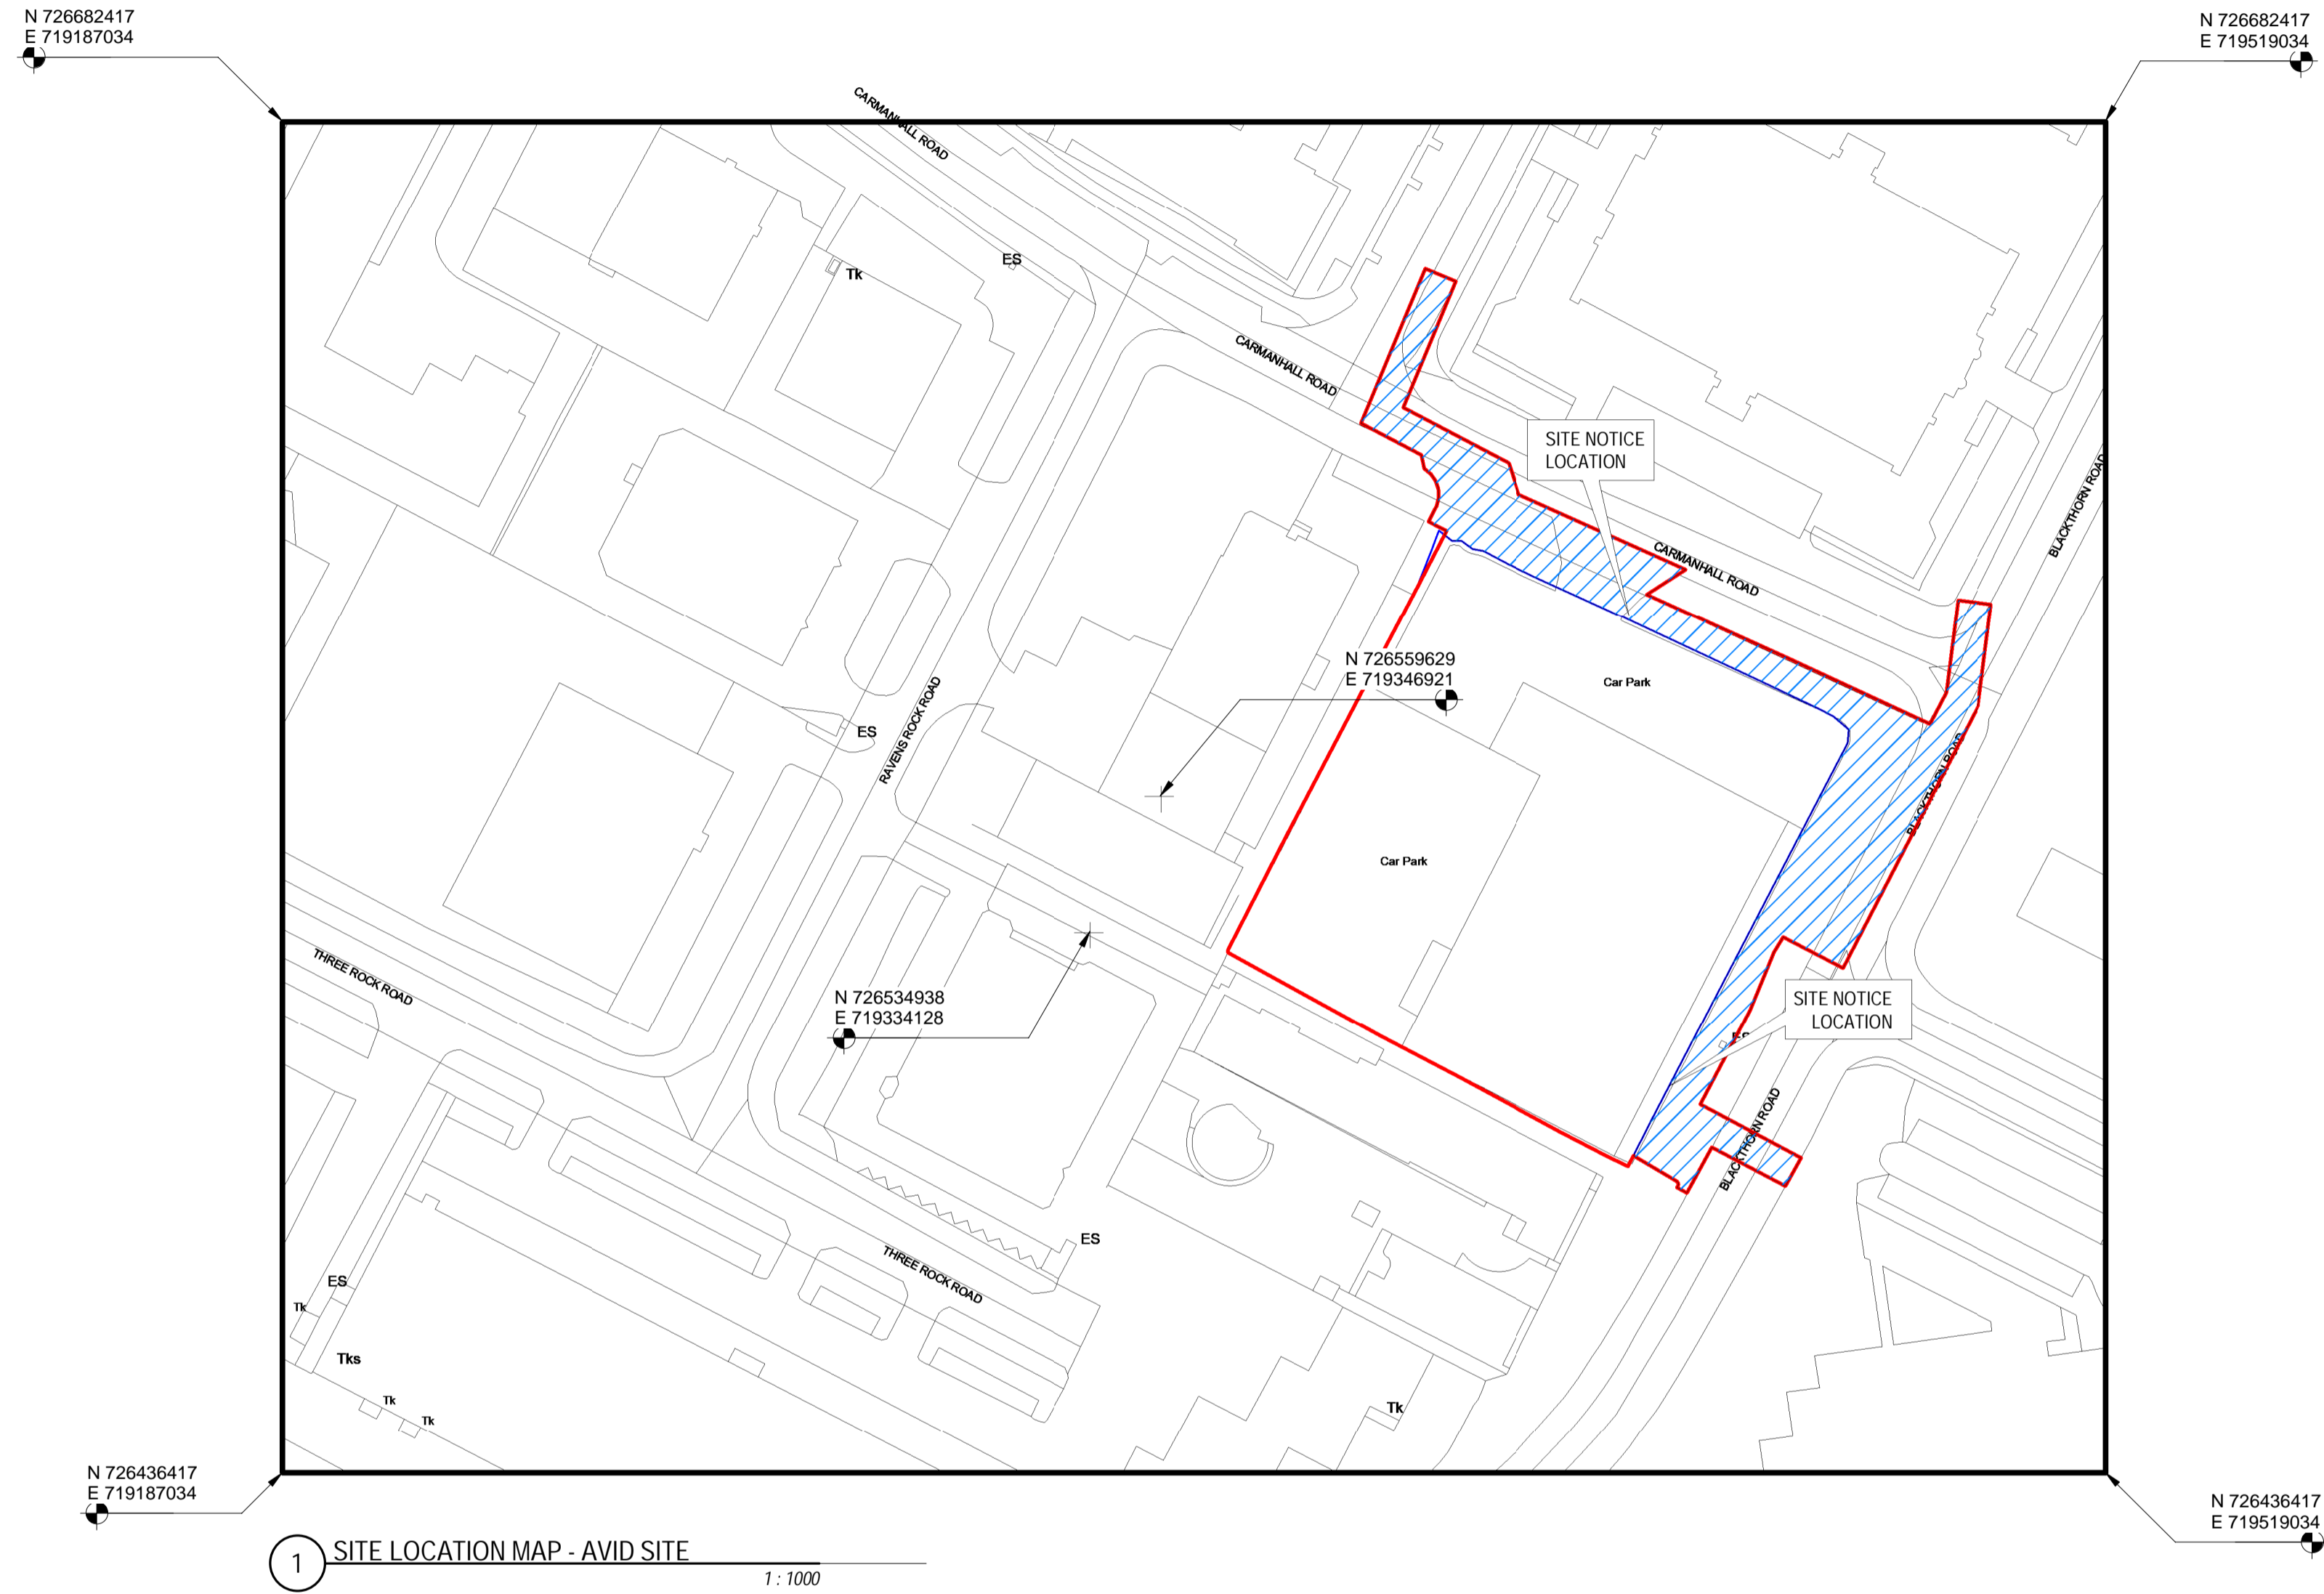 N 726682417
E 719187034
N 726682417
E 719519034
CARMANHALL ROAD
ES
Tk
CARMANHALL ROAD
SITE NOTICE
LOCATION
BLACKTHORN ROAD
CARMANHALL ROAD
N 726559629
E 719346921
Car Park
RAVENS ROCK ROAD
ES
BLACKTHORN ROAD
Car Park
THREE ROCK ROAD
N 726534938
E 719334128
SITE NOTICE
LOCATION
ES
BLACKTHORN ROAD
ES
THREE ROCK ROAD
ES
Tk
Tks
Tk
Tk
Tk
N 726436417
E 719187034
N 726436417
E 719519034
1 SITE LOCATION MAP - AVID SITE
1 : 1000